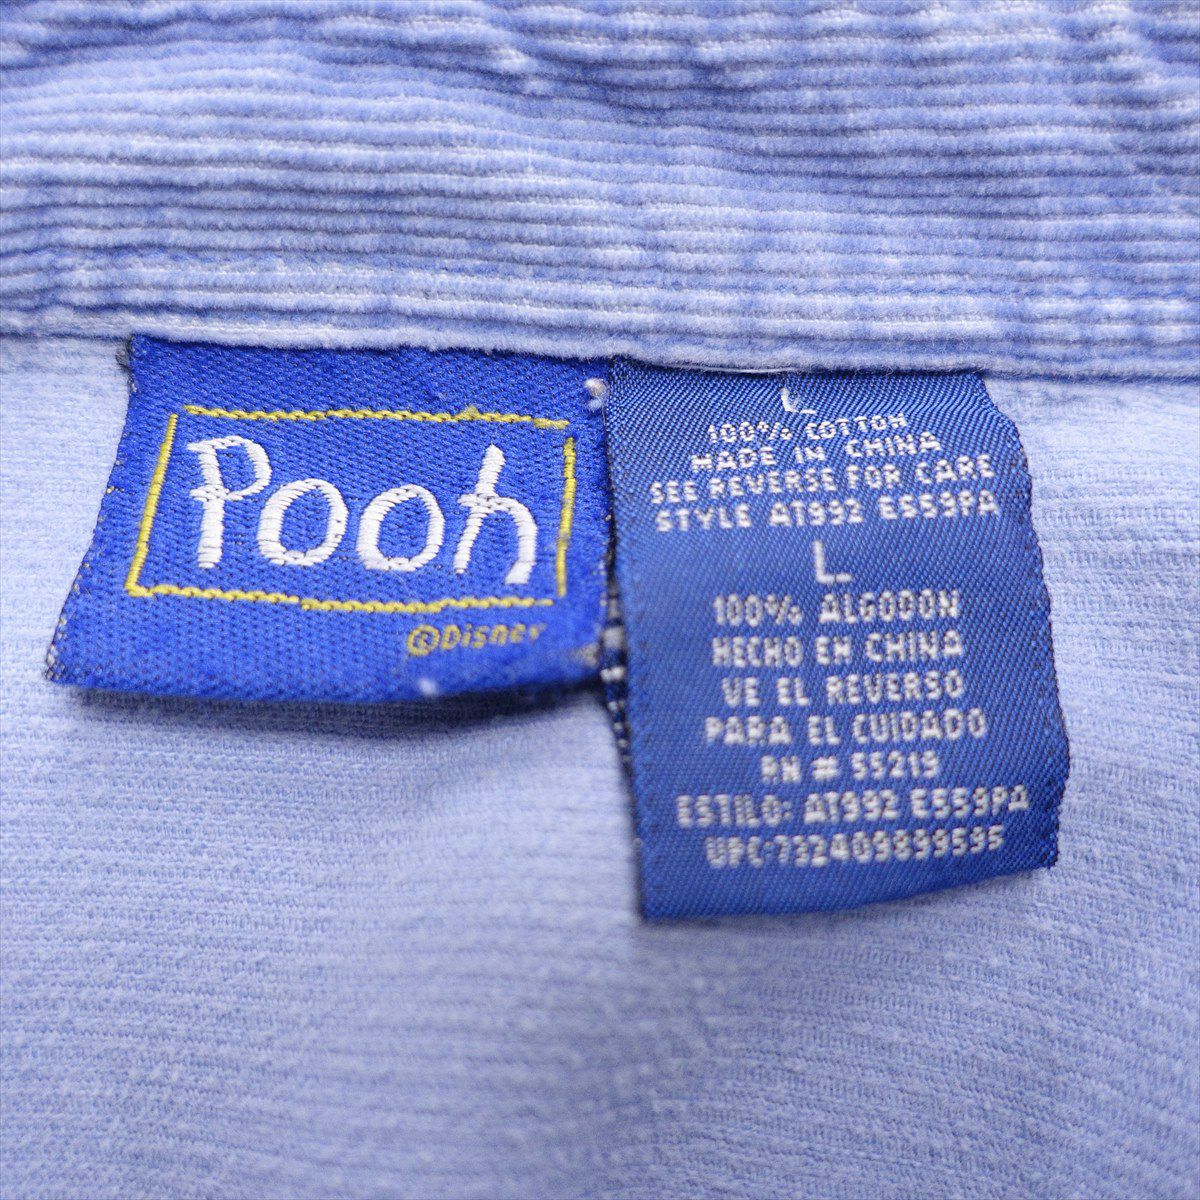 Pooh
©Disney
L
100% COTTON
MADE IN CHINA
SEE REVERSE FOR CARE
STYLE AT992 E559PA
L
100% ALGODON
HECHO EN CHINA
VE EL REVERSO
PARA EL CUIDADO
RN # 55219
ESTILO: AT992 E559PA
UPC:732409899595